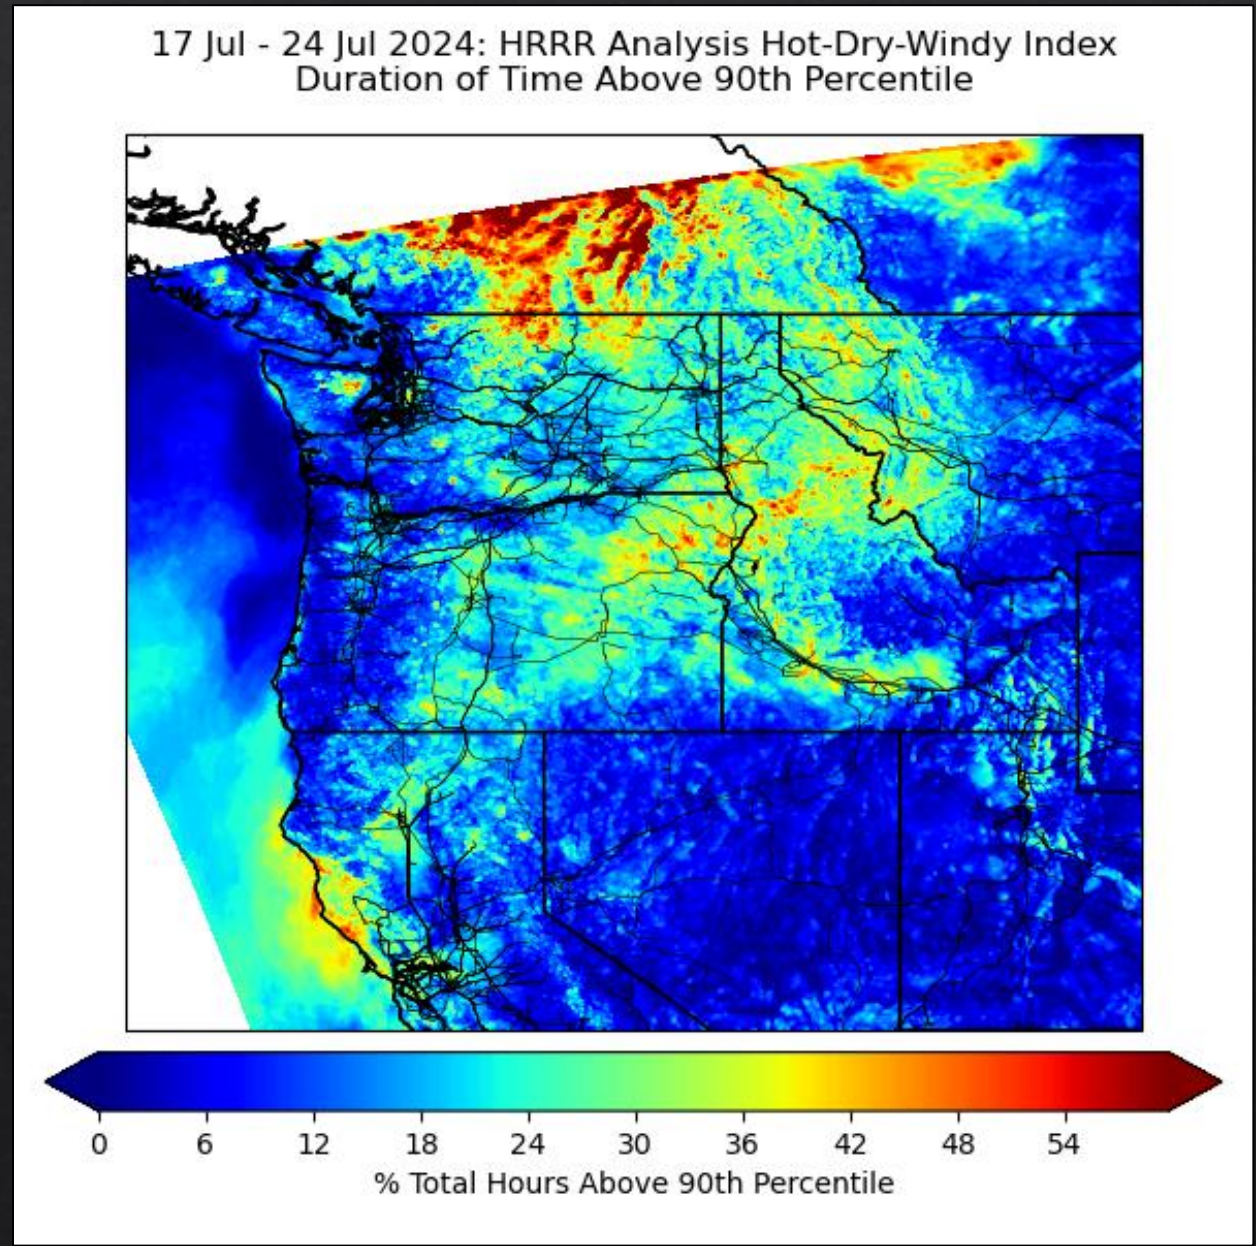 17 Jul - 24 Jul 2024: HRRR Analysis Hot-Dry-Windy Index
Duration of Time Above 90th Percentile
0 6 12 18 24 30 36 42 48 54
% Total Hours Above 90th Percentile